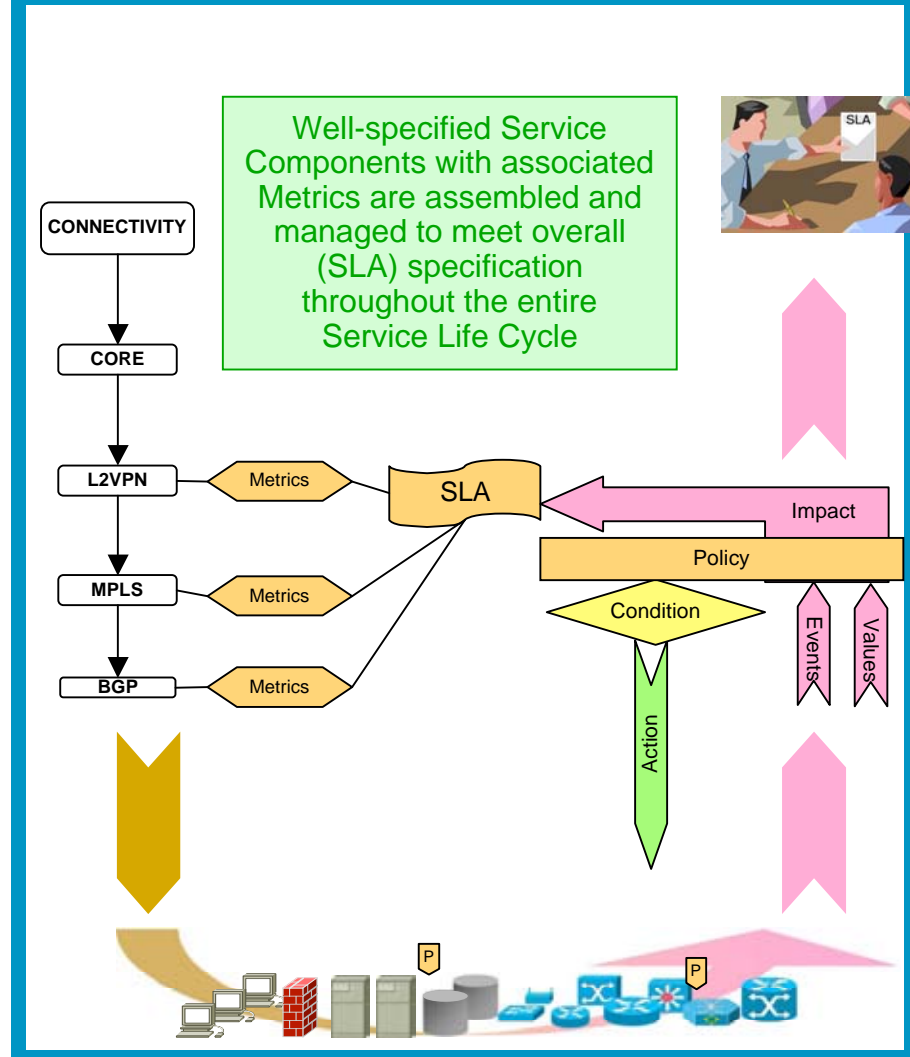 Well-specified Service
Components with associated
Metrics are assembled and
managed to meet overall
(SLA) specification
throughout the entire
Service Life Cycle
SLA
CONNECTIVITY
CORE
L2VPN
Metrics
SLA
Impact
Policy
MPLS
Metrics
Condition
Events
Values
BGP
Metrics
Action
P
P